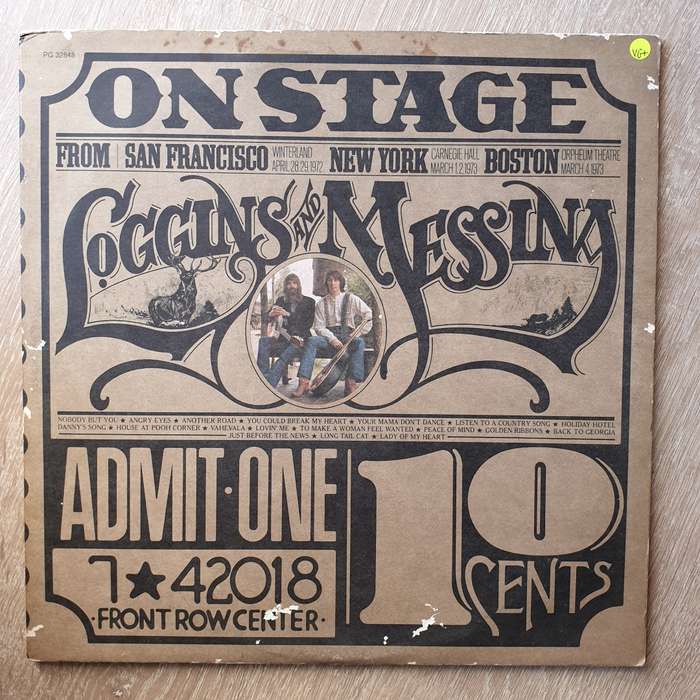 PG 32848
VG+
ON STAGE
FROM SAN FRANCISCO WINTERLAND APRIL 28.29.1972 NEW YORK CARNEGIE HALL MARCH 1.2.1973 BOSTON ORPHEUM THEATRE MARCH 4.1973
LOGGINS AND MESSINA
NOBODY BUT YOU ★ ANGRY EYES ★ ANOTHER ROAD ★ YOU COULD BREAK MY HEART ★ YOUR MAMA DON'T DANCE ★ LISTEN TO A COUNTRY SONG ★ HOLIDAY HOTEL
DANNY'S SONG ★ HOUSE AT POOH CORNER ★ VAHEVALA ★ LOVIN' ME ★ TO MAKE A WOMAN FEEL WANTED ★ PEACE OF MIND ★ GOLDEN RIBBONS ★ BACK TO GEORGIA
JUST BEFORE THE NEWS ★ LONG TAIL CAT ★ LADY OF MY HEART
ADMIT·ONE
7★42018
·FRONT ROW CENTER·
10
CENTS